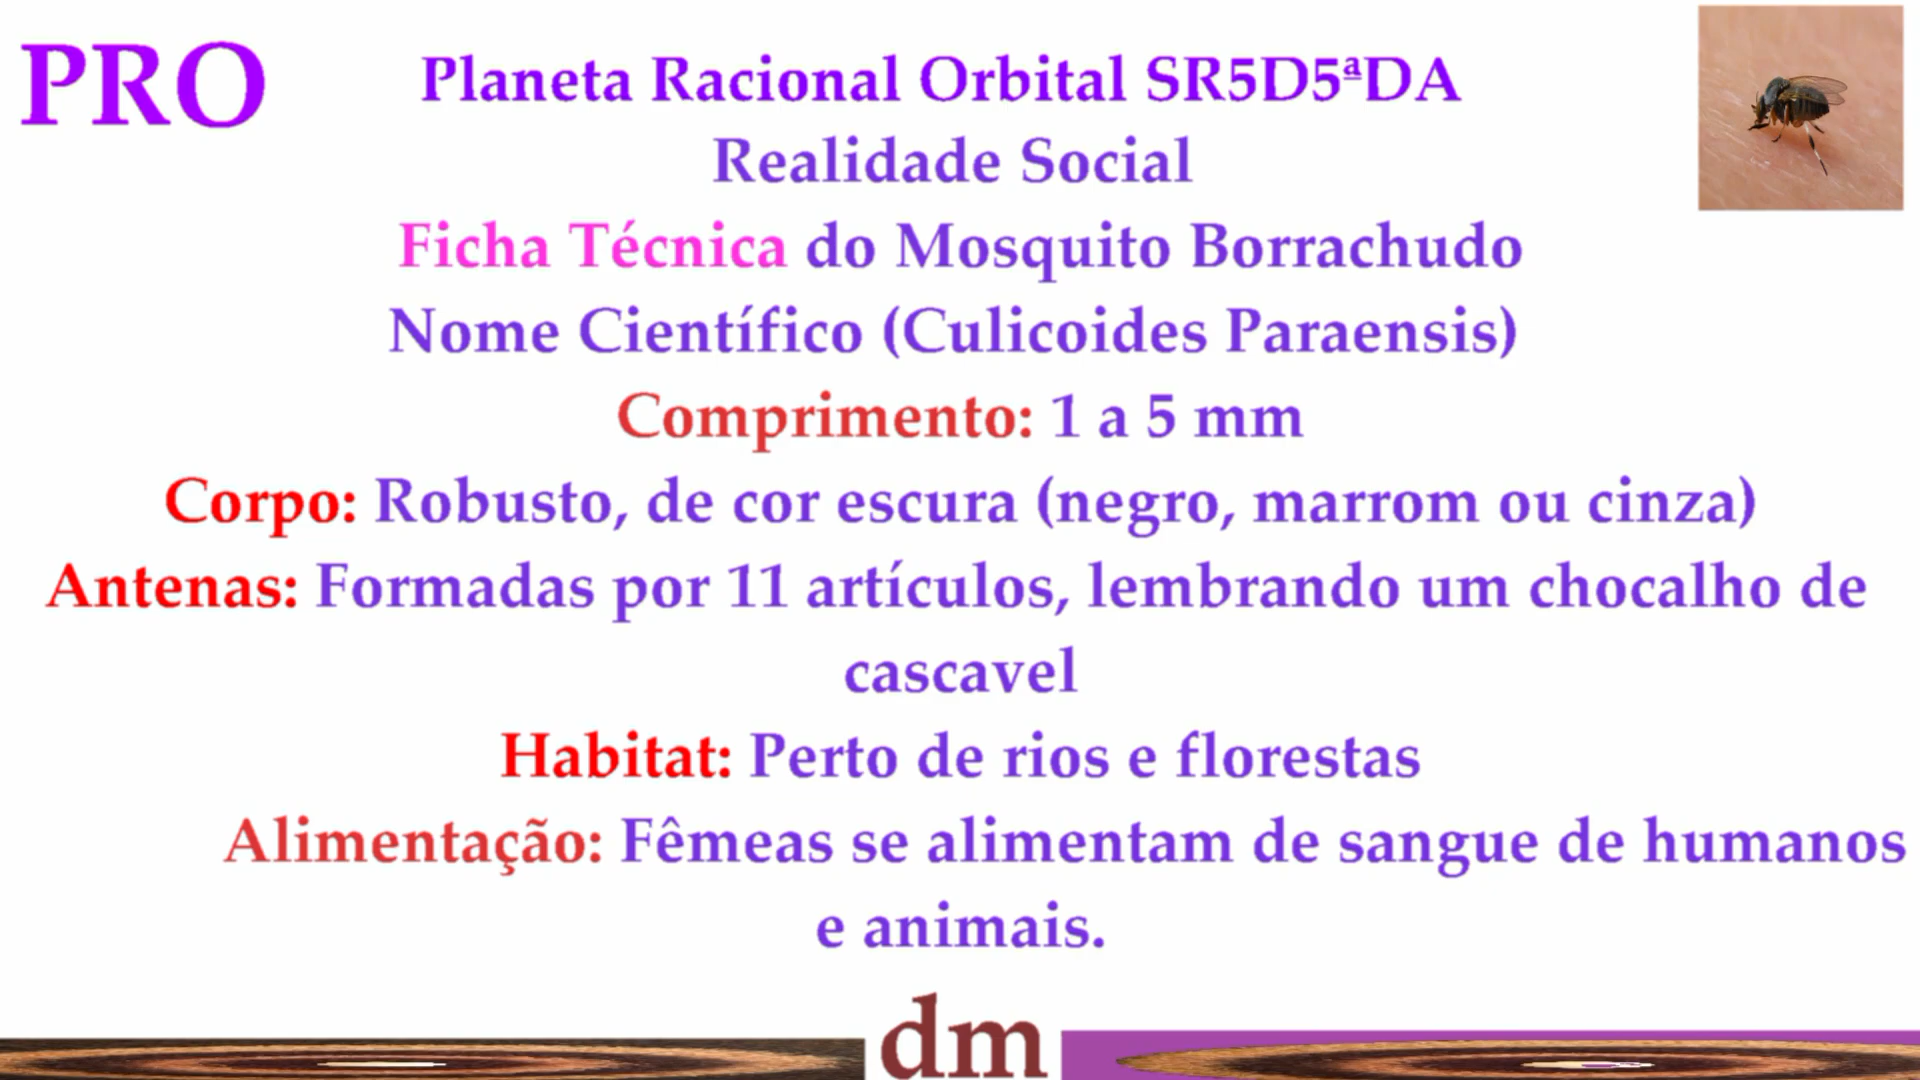 PRO
Planeta Racional Orbital SR5D5ªDA
Realidade Social
Ficha Técnica do Mosquito Borrachudo
Nome Científico (Culicoides Paraensis)
Comprimento: 1 a 5 mm
Corpo: Robusto, de cor escura (negro, marrom ou cinza)
Antenas: Formadas por 11 artículos, lembrando um chocalho de
cascavel
Habitat: Perto de rios e florestas
Alimentação: Fêmeas se alimentam de sangue de humanos
e animais.
dm